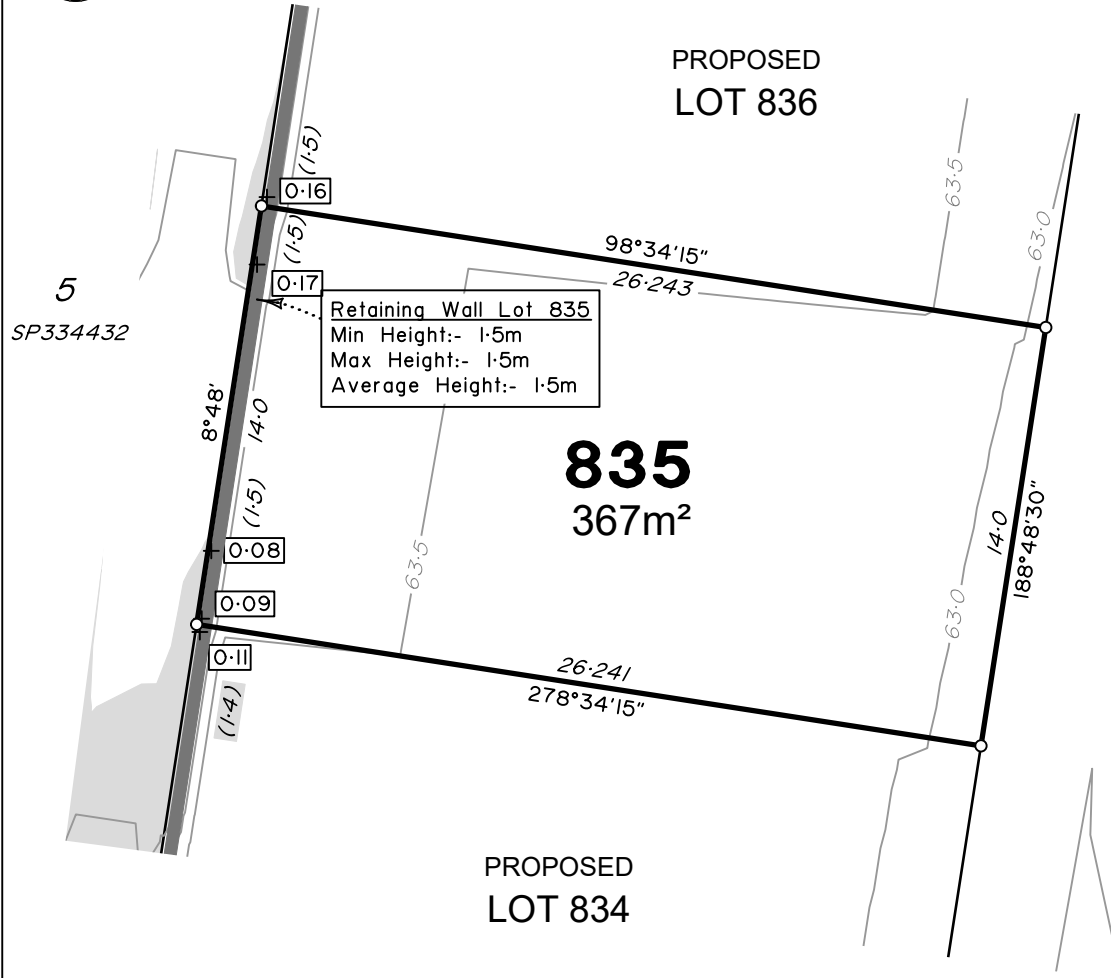 PROPOSED
LOT 836
(1·5)
0·16
63·5
63·0
(1·5)
98°34'15"
26·243
0·17
5
SP334432
Retaining Wall Lot 835
Min Height:- 1·5m
Max Height:- 1·5m
Average Height:- 1·5m
8°48'
14·0
835
367m²
(1·5)
0·08
63·5
14·0
188°48'30"
0·09
63·0
0·11
26·241
278°34'15"
(1·4)
PROPOSED
LOT 834